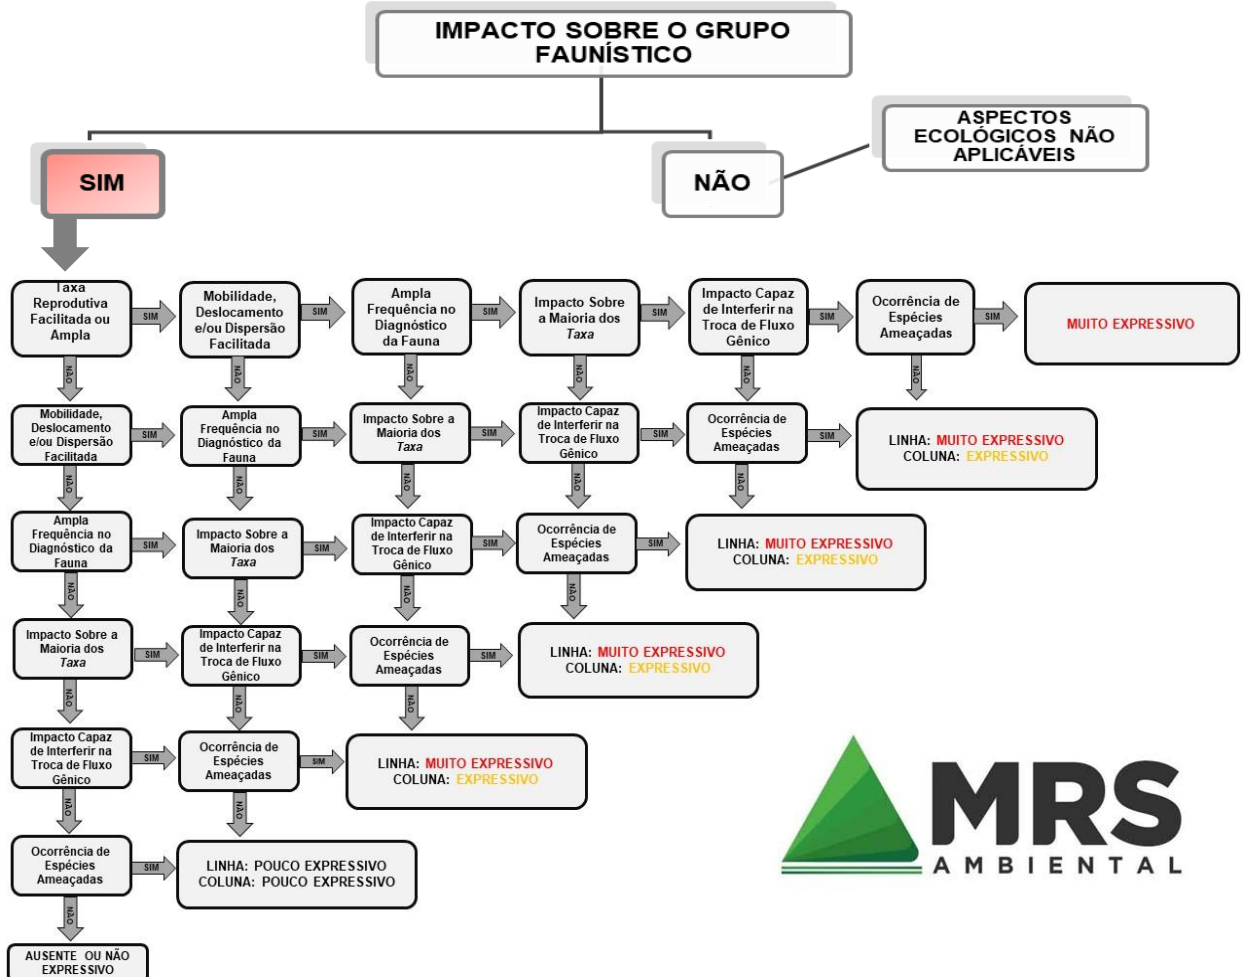 IMPACTO SOBRE O GRUPO
FAUNÍSTICO
ASPECTOS
ECOLÓGICOS NÃO
APLICÁVEIS
SIM
NÃO
Taxa
Reprodutiva
Facilitada ou
Ampla
SIM
Mobilidade,
Deslocamento
e/ou Dispersão
Facilitada
SIM
Ampla
Frequência no
Diagnóstico
da Fauna
SIM
Impacto Sobre
a Maioria dos
Taxa
SIM
Impacto Capaz
de Interferir na
Troca de Fluxo
Gênico
SIM
Ocorrência de
Espécies
Ameaçadas
SIM
MUITO EXPRESSIVO
NÃO
NÃO
NÃO
NÃO
NÃO
NÃO
Mobilidade,
Deslocamento
e/ou Dispersão
Facilitada
SIM
Ampla
Frequência no
Diagnóstico da
Fauna
SIM
Impacto Sobre a
Maioria dos
Taxa
SIM
Impacto Capaz
de Interferir na
Troca de Fluxo
Gênico
SIM
Ocorrência de
Espécies
Ameaçadas
SIM
LINHA: MUITO EXPRESSIVO
COLUNA: EXPRESSIVO
NÃO
NÃO
NÃO
NÃO
NÃO
Ampla
Frequência no
Diagnóstico da
Fauna
SIM
Impacto Sobre a
Maioria dos
Taxa
SIM
Impacto Capaz
de Interferir na
Troca de Fluxo
Gênico
SIM
Ocorrência de
Espécies
Ameaçadas
SIM
LINHA: MUITO EXPRESSIVO
COLUNA: EXPRESSIVO
NÃO
NÃO
NÃO
NÃO
Impacto Sobre a
Maioria dos
Taxa
SIM
Impacto Capaz
de Interferir na
Troca de Fluxo
Gênico
SIM
Ocorrência de
Espécies
Ameaçadas
SIM
LINHA: MUITO EXPRESSIVO
COLUNA: EXPRESSIVO
NÃO
NÃO
NÃO
Impacto Capaz
de Interferir na
Troca de Fluxo
Gênico
SIM
Ocorrência de
Espécies
Ameaçadas
SIM
LINHA: MUITO EXPRESSIVO
COLUNA: EXPRESSIVO
NÃO
NÃO
Ocorrência de
Espécies
Ameaçadas
SIM
LINHA: POUCO EXPRESSIVO
COLUNA: POUCO EXPRESSIVO
NÃO
AUSENTE OU NÃO
EXPRESSIVO
MRS
AMBIENTAL